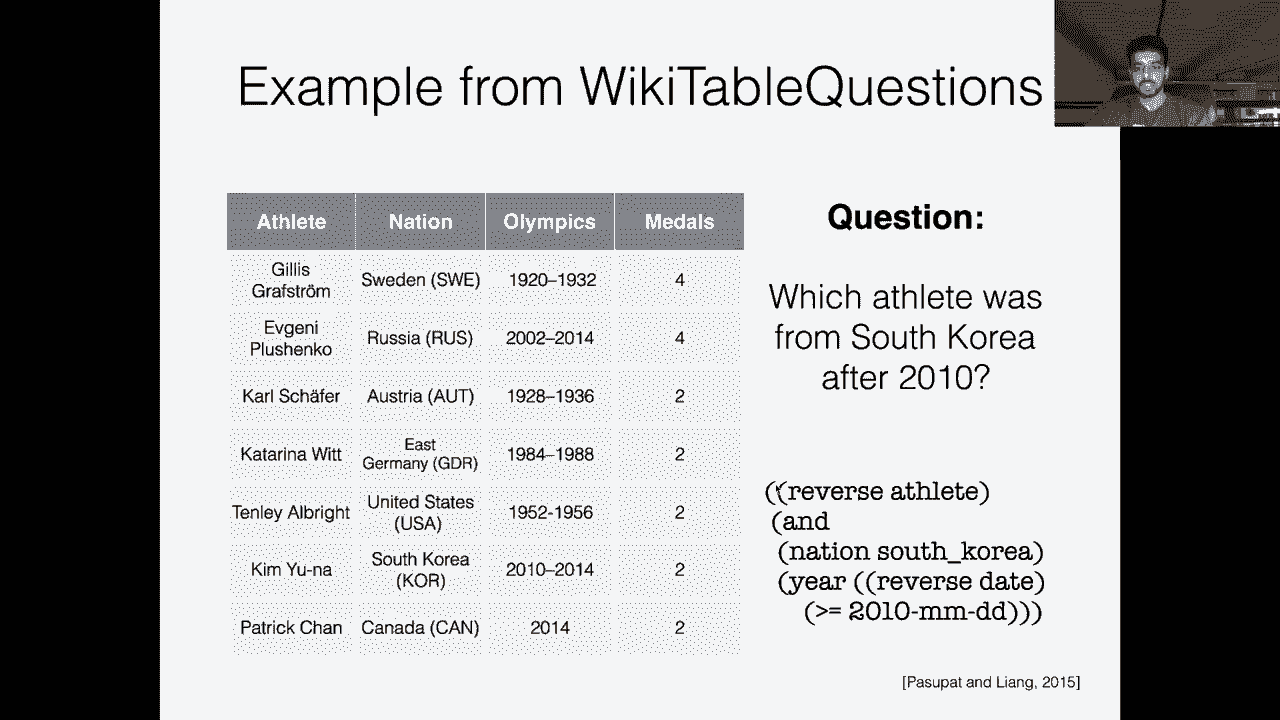 Example from WikiTableQuestions
Athlete Nation Olympics Medals
Gillis Grafström Sweden (SWE) 1920–1932 4
Evgeni Plushenko Russia (RUS) 2002–2014 4
Karl Schäfer Austria (AUT) 1928–1936 2
Katarina Witt East Germany (GDR) 1984–1988 2
Tenley Albright United States (USA) 1952-1956 2
Kim Yu-na South Korea (KOR) 2010–2014 2
Patrick Chan Canada (CAN) 2014 2
Question:
Which athlete was
from South Korea
after 2010?
((reverse athlete)
(and
(nation south_korea)
(year ((reverse date)
(>= 2010-mm-dd)))
[Pasupat and Liang, 2015]